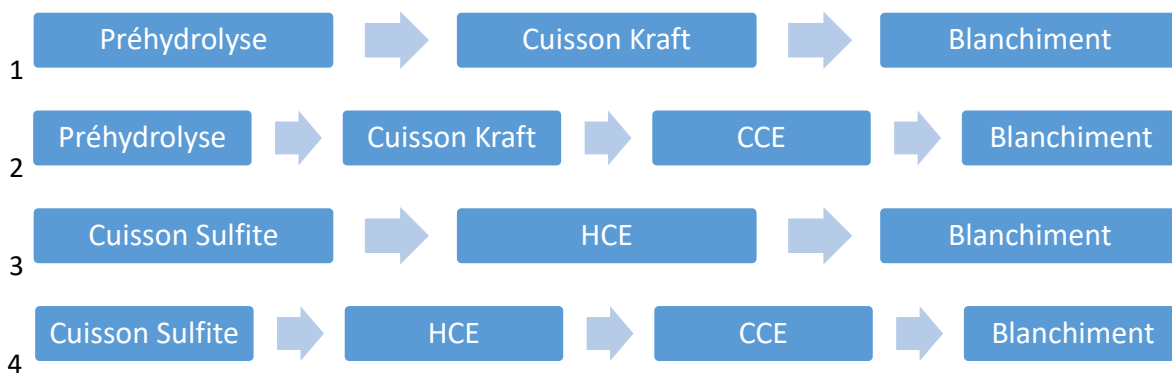 1 Préhydrolyse Cuisson Kraft Blanchiment
2 Préhydrolyse Cuisson Kraft CCE Blanchiment
3 Cuisson Sulfite HCE Blanchiment
4 Cuisson Sulfite HCE CCE Blanchiment